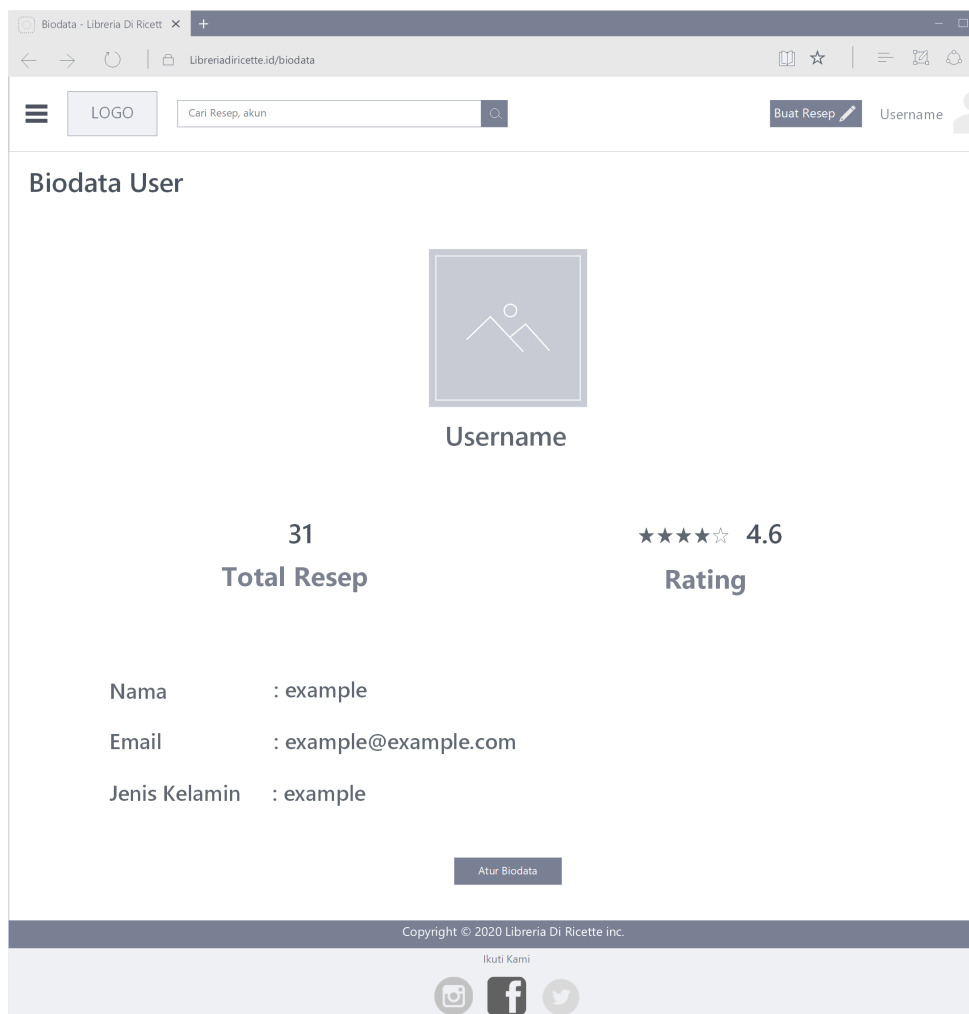 Biodata - Libreria Di Ricett
Libreriadiricette.id/biodata
LOGO
Cari Resep, akun
Buat Resep
Username
Biodata User
Username
31
★★★★☆ 4.6
Total Resep
Rating
Nama : example
Email : example@example.com
Jenis Kelamin : example
Atur Biodata
Copyright © 2020 Libreria Di Ricette inc.
Ikuti Kami